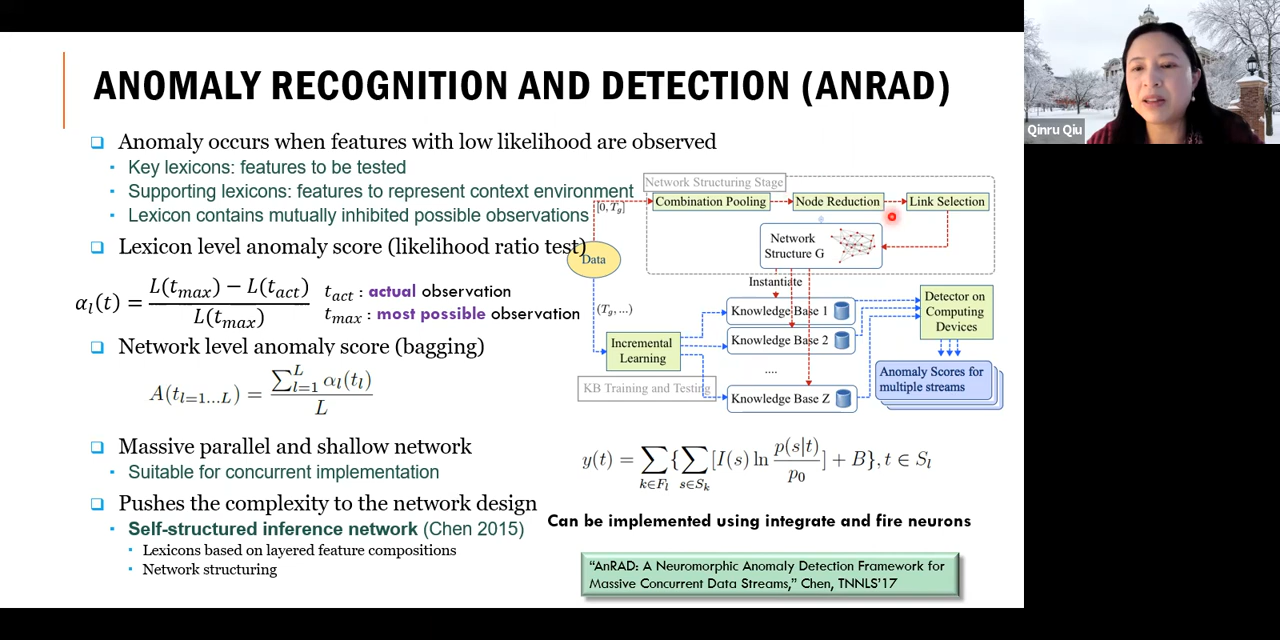 ANOMALY RECOGNITION AND DETECTION (ANRAD)
Qinru Qiu
❑ Anomaly occurs when features with low likelihood are observed
▪ Key lexicons: features to be tested
▪ Supporting lexicons: features to represent context environment
▪ Lexicon contains mutually inhibited possible observations
❑ Lexicon level anomaly score (likelihood ratio test)
α_l(t) = (L(t_max) − L(t_act)) / L(t_max)
t_act : actual observation
t_max : most possible observation
❑ Network level anomaly score (bagging)
A(t_{l=1...L}) = (∑_{l=1}^{L} α_l(t_l)) / L
❑ Massive parallel and shallow network
▪ Suitable for concurrent implementation
❑ Pushes the complexity to the network design
▪ Self-structured inference network (Chen 2015)
▪ Lexicons based on layered feature compositions
▪ Network structuring
Network Structuring Stage
[0, T_g]
Combination Pooling
Node Reduction
Link Selection
Network
Structure G
Data
Instantiate
(T_g, ...)
Knowledge Base 1
Knowledge Base 2
....
Knowledge Base Z
Incremental
Learning
KB Training and Testing
Detector on
Computing
Devices
Anomaly Scores for
multiple streams
y(t) = ∑_{k∈F_l} {∑_{s∈S_k} [I(s) ln (p(s|t) / p_0)] + B}, t ∈ S_l
Can be implemented using integrate and fire neurons
“AnRAD: A Neuromorphic Anomaly Detection Framework for
Massive Concurrent Data Streams,” Chen, TNNLS’17